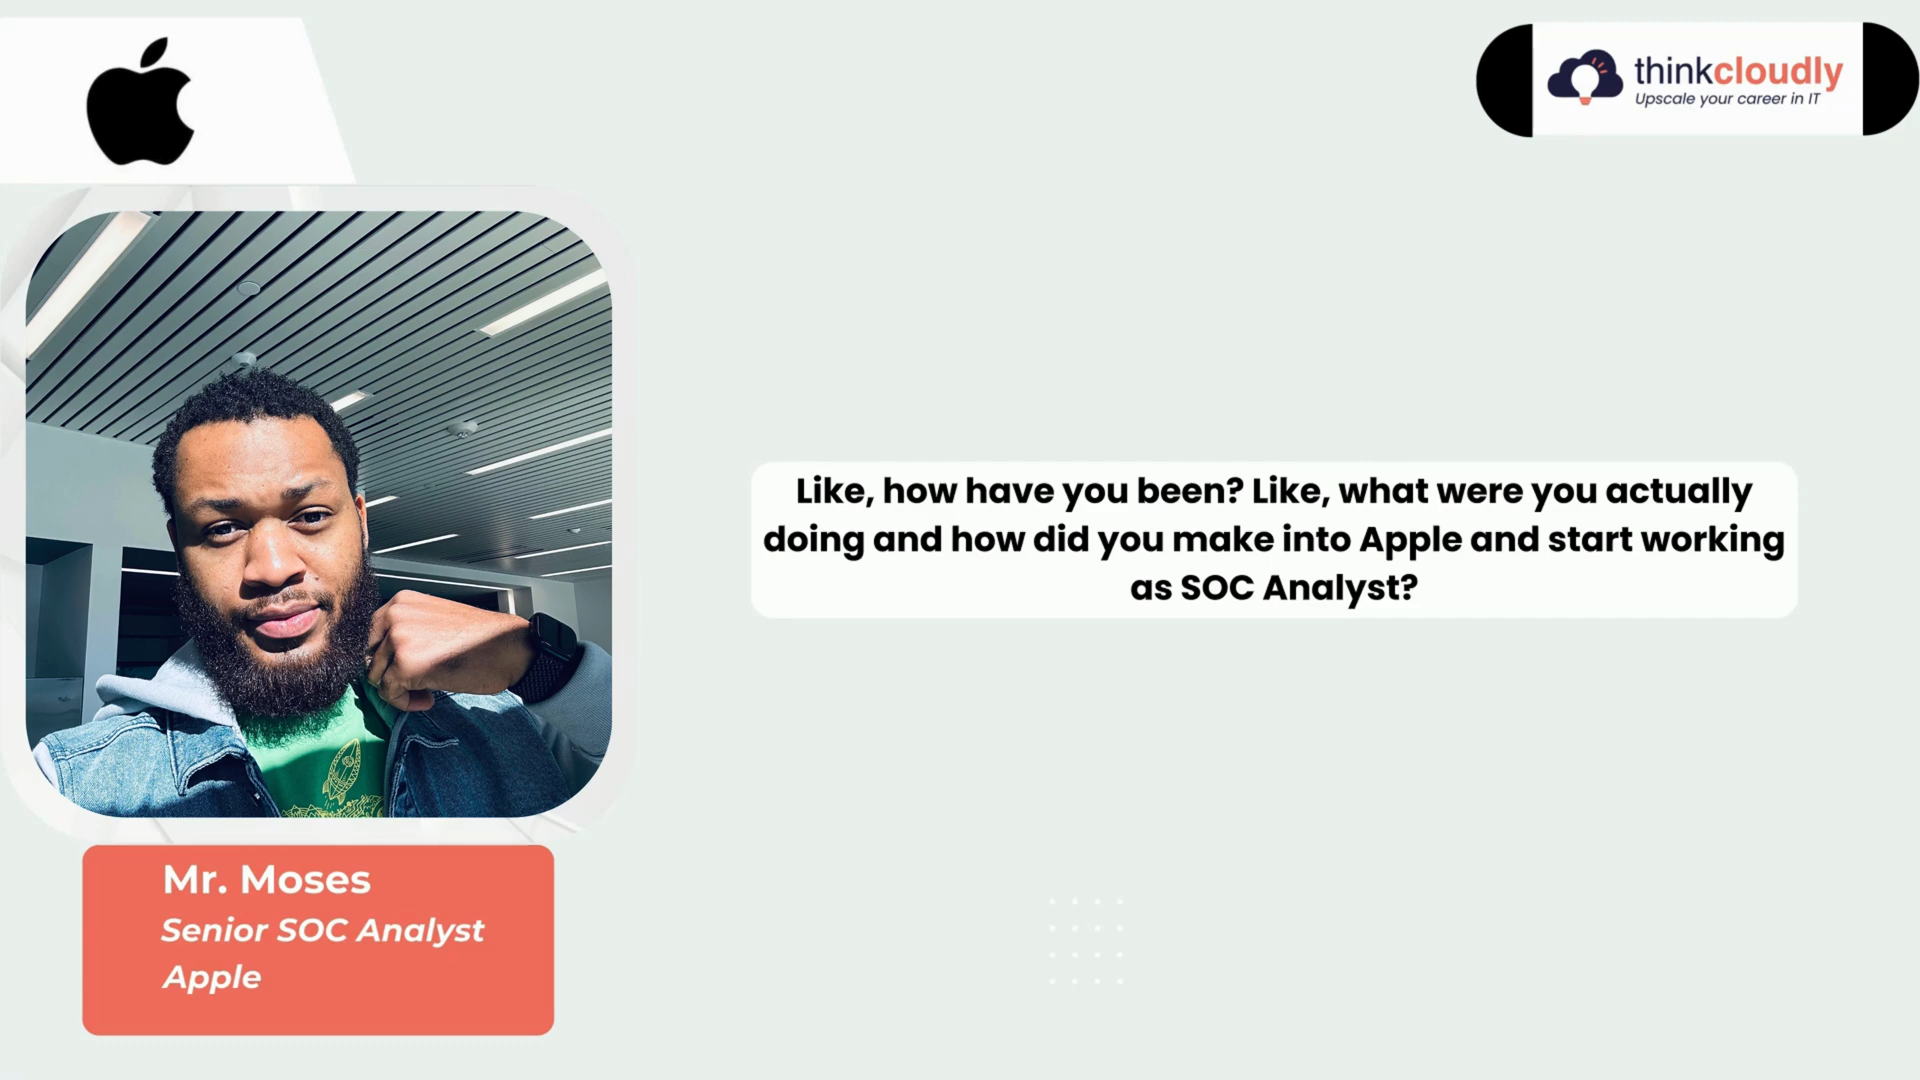 thinkcloudly
Upscale your career in IT
Like, how have you been? Like, what were you actually
doing and how did you make into Apple and start working
as SOC Analyst?
Mr. Moses
Senior SOC Analyst
Apple